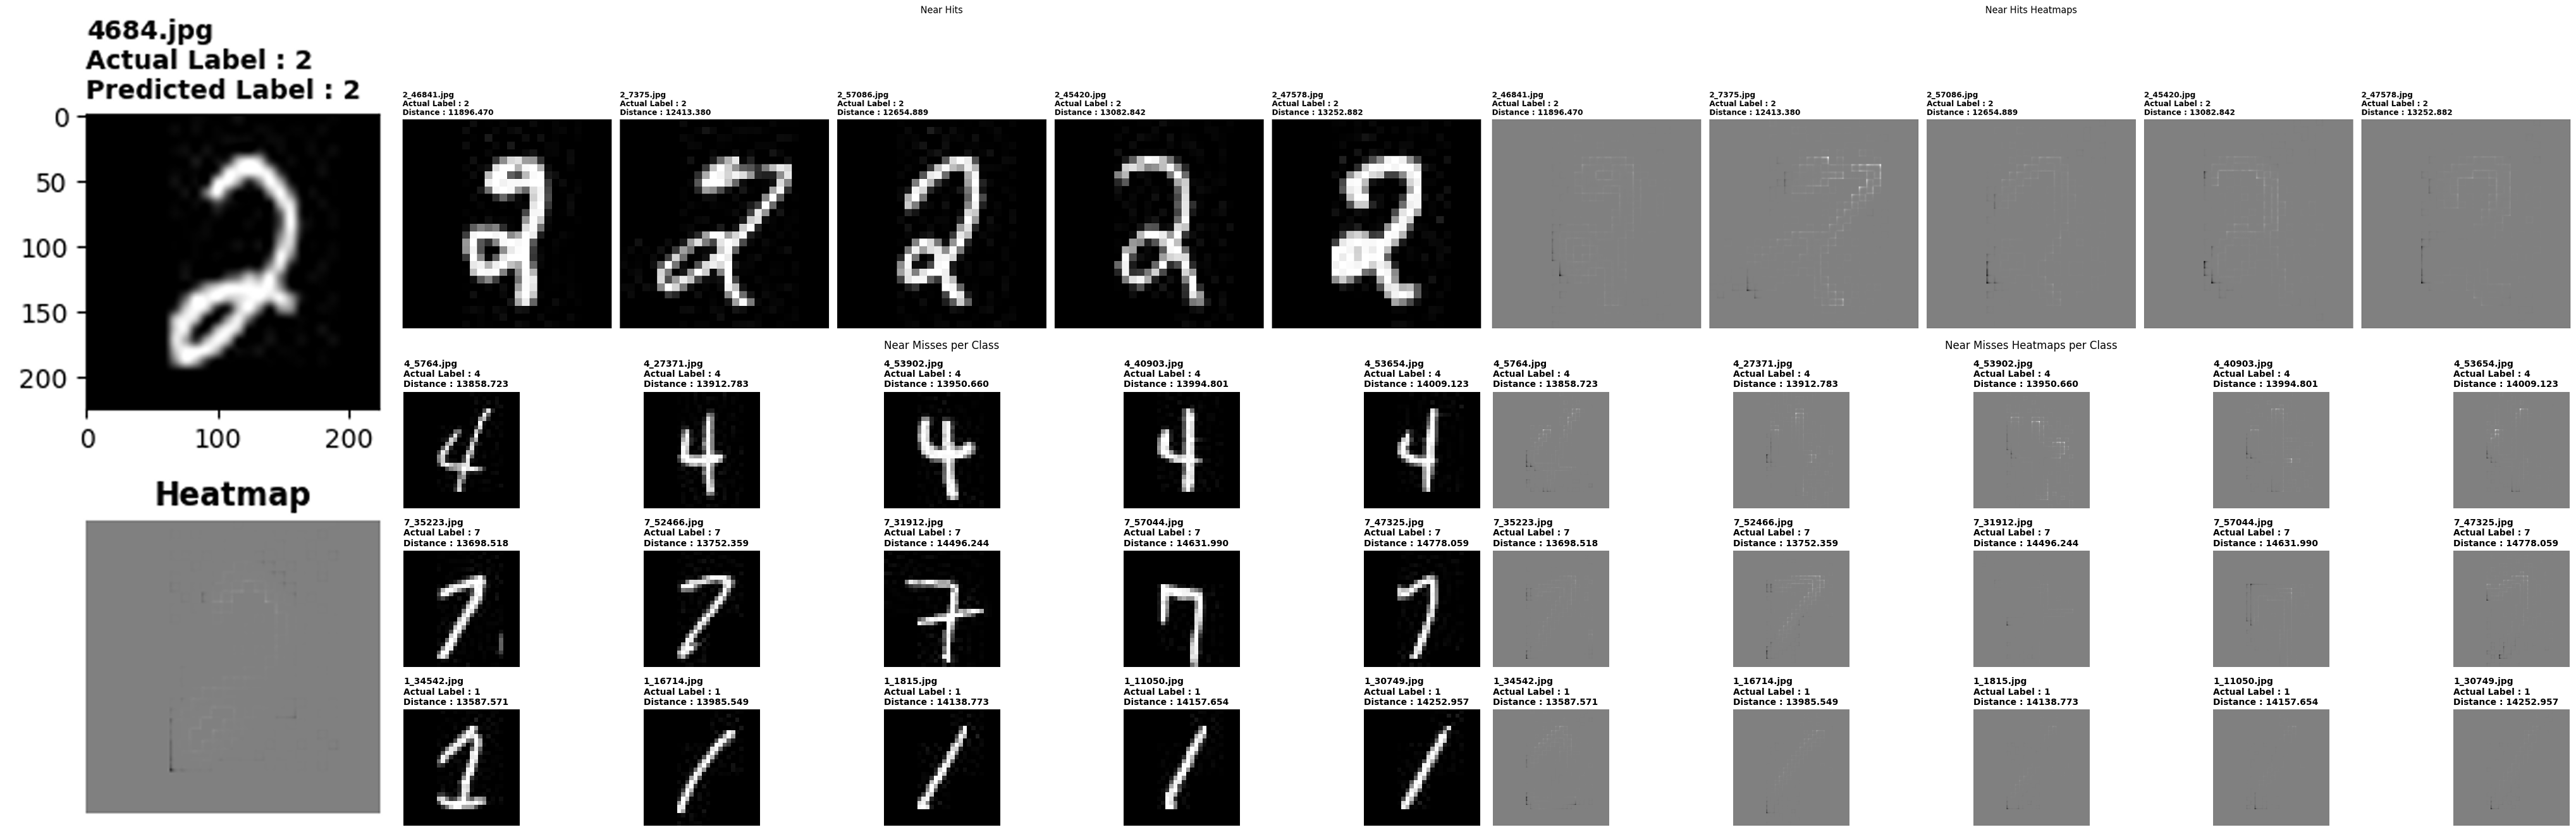 Near Hits
Near Hits Heatmaps
4684.jpg
Actual Label : 2
Predicted Label : 2
0
50
100
150
200
0 100 200
Heatmap
2_46841.jpg
Actual Label : 2
Distance : 11896.470
2_7375.jpg
Actual Label : 2
Distance : 12413.380
2_57086.jpg
Actual Label : 2
Distance : 12654.889
2_45420.jpg
Actual Label : 2
Distance : 13082.842
2_47578.jpg
Actual Label : 2
Distance : 13252.882
2_46841.jpg
Actual Label : 2
Distance : 11896.470
2_7375.jpg
Actual Label : 2
Distance : 12413.380
2_57086.jpg
Actual Label : 2
Distance : 12654.889
2_45420.jpg
Actual Label : 2
Distance : 13082.842
2_47578.jpg
Actual Label : 2
Distance : 13252.882
Near Misses per Class
Near Misses Heatmaps per Class
4_5764.jpg
Actual Label : 4
Distance : 13858.723
4_27371.jpg
Actual Label : 4
Distance : 13912.783
4_53902.jpg
Actual Label : 4
Distance : 13950.660
4_40903.jpg
Actual Label : 4
Distance : 13994.801
4_53654.jpg
Actual Label : 4
Distance : 14009.123
4_5764.jpg
Actual Label : 4
Distance : 13858.723
4_27371.jpg
Actual Label : 4
Distance : 13912.783
4_53902.jpg
Actual Label : 4
Distance : 13950.660
4_40903.jpg
Actual Label : 4
Distance : 13994.801
4_53654.jpg
Actual Label : 4
Distance : 14009.123
7_35223.jpg
Actual Label : 7
Distance : 13698.518
7_52466.jpg
Actual Label : 7
Distance : 13752.359
7_31912.jpg
Actual Label : 7
Distance : 14496.244
7_57044.jpg
Actual Label : 7
Distance : 14631.990
7_47325.jpg
Actual Label : 7
Distance : 14778.059
7_35223.jpg
Actual Label : 7
Distance : 13698.518
7_52466.jpg
Actual Label : 7
Distance : 13752.359
7_31912.jpg
Actual Label : 7
Distance : 14496.244
7_57044.jpg
Actual Label : 7
Distance : 14631.990
7_47325.jpg
Actual Label : 7
Distance : 14778.059
1_34542.jpg
Actual Label : 1
Distance : 13587.571
1_16714.jpg
Actual Label : 1
Distance : 13985.549
1_1815.jpg
Actual Label : 1
Distance : 14138.773
1_11050.jpg
Actual Label : 1
Distance : 14157.654
1_30749.jpg
Actual Label : 1
Distance : 14252.957
1_34542.jpg
Actual Label : 1
Distance : 13587.571
1_16714.jpg
Actual Label : 1
Distance : 13985.549
1_1815.jpg
Actual Label : 1
Distance : 14138.773
1_11050.jpg
Actual Label : 1
Distance : 14157.654
1_30749.jpg
Actual Label : 1
Distance : 14252.957